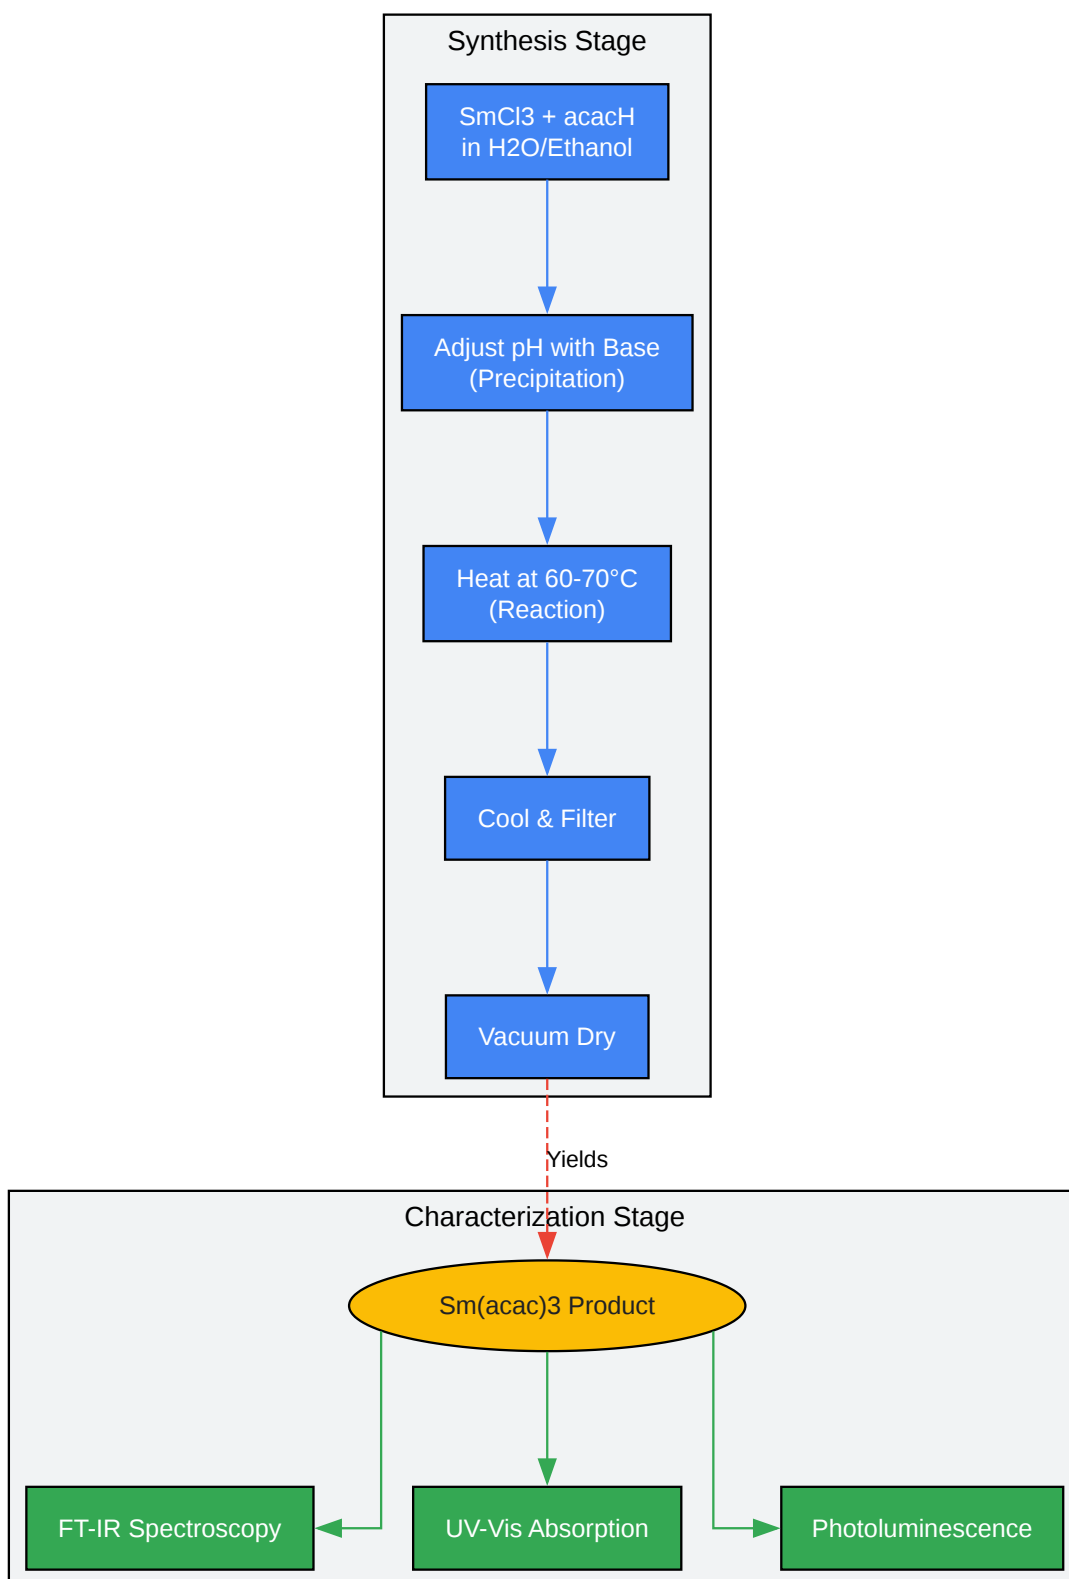 Synthesis Stage
SmCl3 + acacH
in H2O/Ethanol
Adjust pH with Base
(Precipitation)
Heat at 60-70°C
(Reaction)
Cool & Filter
Vacuum Dry
Yields
Characterization Stage
Sm(acac)3 Product
FT-IR Spectroscopy
UV-Vis Absorption
Photoluminescence